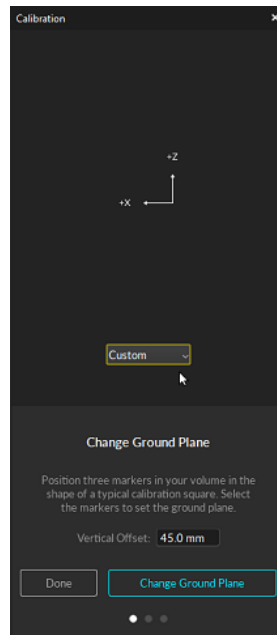 Calibration
+Z
+X
Custom
Change Ground Plane
Position three markers in your volume in the
shape of a typical calibration square. Select
the markers to set the ground plane.
Vertical Offset: 45.0 mm
Done Change Ground Plane